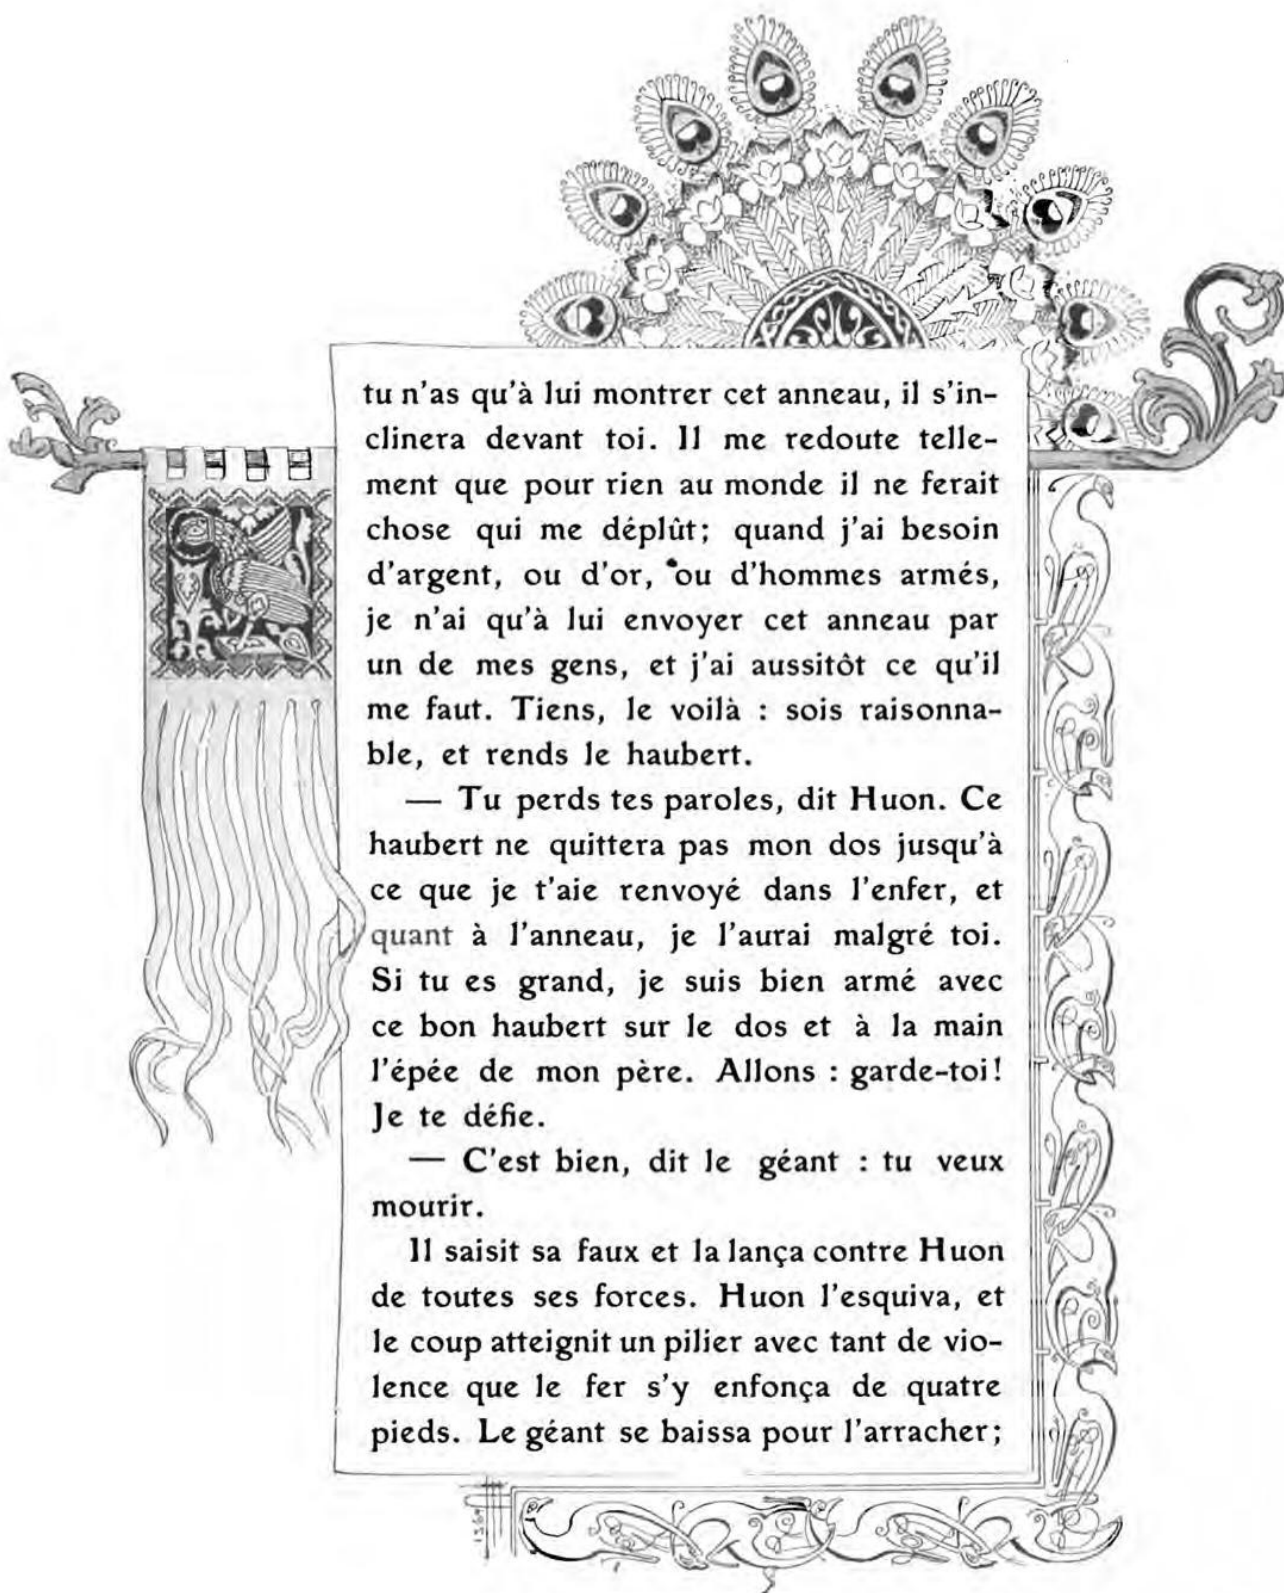 tu n'as qu'à lui montrer cet anneau, il s'in-
clinera devant toi. Il me redoute telle-
ment que pour rien au monde il ne ferait
chose qui me déplût; quand j'ai besoin
d'argent, ou d'or, ou d'hommes armés,
je n'ai qu'à lui envoyer cet anneau par
un de mes gens, et j'ai aussitôt ce qu'il
me faut. Tiens, le voilà : sois raisonna-
ble, et rends le haubert.
— Tu perds tes paroles, dit Huon. Ce
haubert ne quittera pas mon dos jusqu'à
ce que je t'aie renvoyé dans l'enfer, et
quant à l'anneau, je l'aurai malgré toi.
Si tu es grand, je suis bien armé avec
ce bon haubert sur le dos et à la main
l'épée de mon père. Allons : garde-toi!
Je te défie.
— C'est bien, dit le géant : tu veux
mourir.
Il saisit sa faux et la lança contre Huon
de toutes ses forces. Huon l'esquiva, et
le coup atteignit un pilier avec tant de vio-
lence que le fer s'y enfonça de quatre
pieds. Le géant se baissa pour l'arracher;